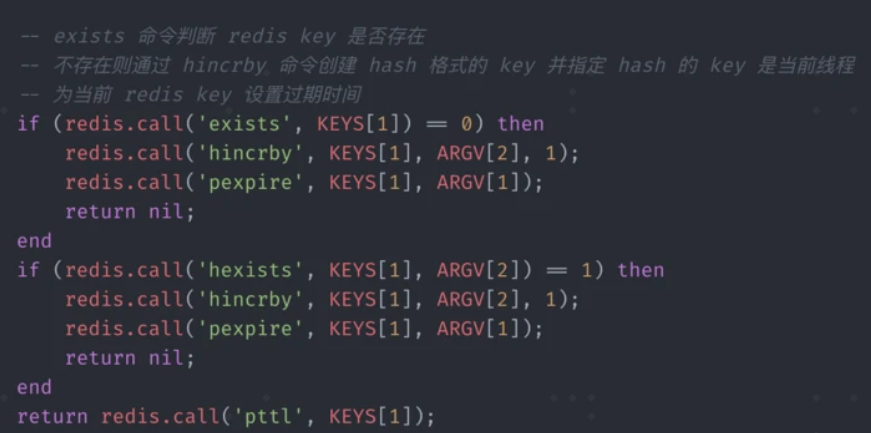 -- exists 命令判断 redis key 是否存在
-- 不存在则通过 hincrby 命令创建 hash 格式的 key 并指定 hash 的 key 是当前线程
-- 为当前 redis key 设置过期时间
if (redis.call('exists', KEYS[1]) == 0) then
    redis.call('hincrby', KEYS[1], ARGV[2], 1);
    redis.call('pexpire', KEYS[1], ARGV[1]);
    return nil;
end
if (redis.call('hexists', KEYS[1], ARGV[2]) == 1) then
    redis.call('hincrby', KEYS[1], ARGV[2], 1);
    redis.call('pexpire', KEYS[1], ARGV[1]);
    return nil;
end
return redis.call('pttl', KEYS[1]);